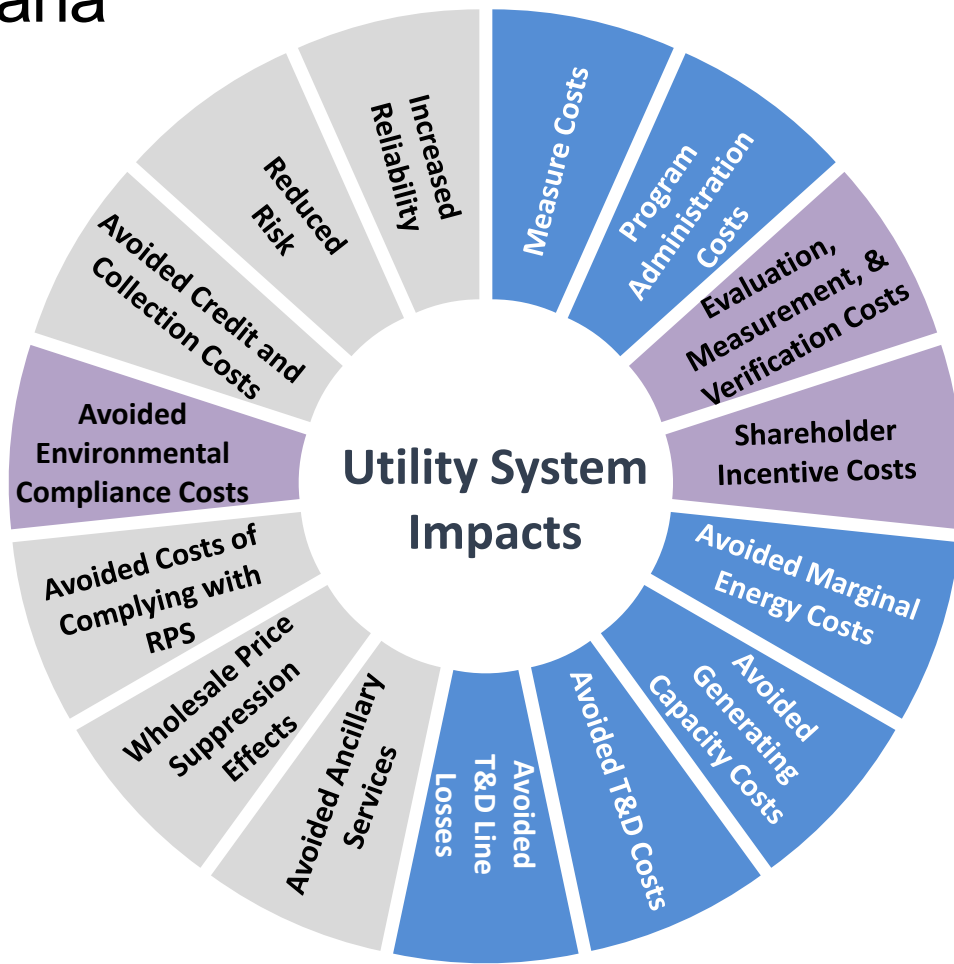 Measure Costs
Program
Administration
Costs
Evaluation,
Measurement, &
Verification Costs
Shareholder
Incentive Costs
Avoided Marginal
Energy Costs
Avoided
Generating
Capacity Costs
Avoided T&D Costs
Avoided
T&D Line
Losses
Avoided Ancillary
Services
Wholesale Price
Suppression
Effects
Avoided Costs of
Complying with
RPS
Avoided
Environmental
Compliance Costs
Avoided Credit and
Collection Costs
Reduced
Risk
Increased
Reliability
Utility System
Impacts